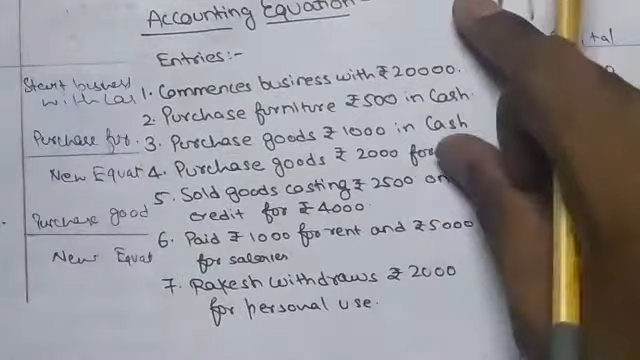 Accounting Equation
Entries:-
1. Commences business with ₹20000.
2. Purchase furniture ₹500 in Cash.
3. Purchase goods ₹1000 in Cash
4. Purchase goods ₹ 2000 for
5. Sold goods costing ₹ 2500 on
credit for ₹4000.
6. Paid ₹1000 for rent and ₹5000
for salaries
7. Rakesh withdraws ₹2000
for personal use.
Start business
with Cas
Purchase fur.
New Equat
Purchase good
New Equat
ital